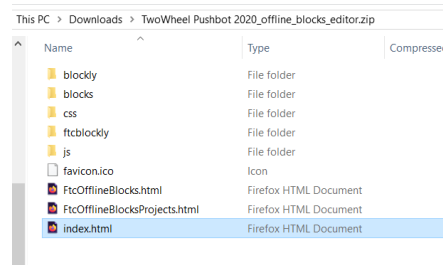 This PC > Downloads > TwoWheel Pushbot 2020_offline_blocks_editor.zip
Name Type Compresse
blockly File folder
blocks File folder
css File folder
ftcblockly File folder
js File folder
favicon.ico Icon
FtcOfflineBlocks.html Firefox HTML Document
FtcOfflineBlocksProjects.html Firefox HTML Document
index.html Firefox HTML Document